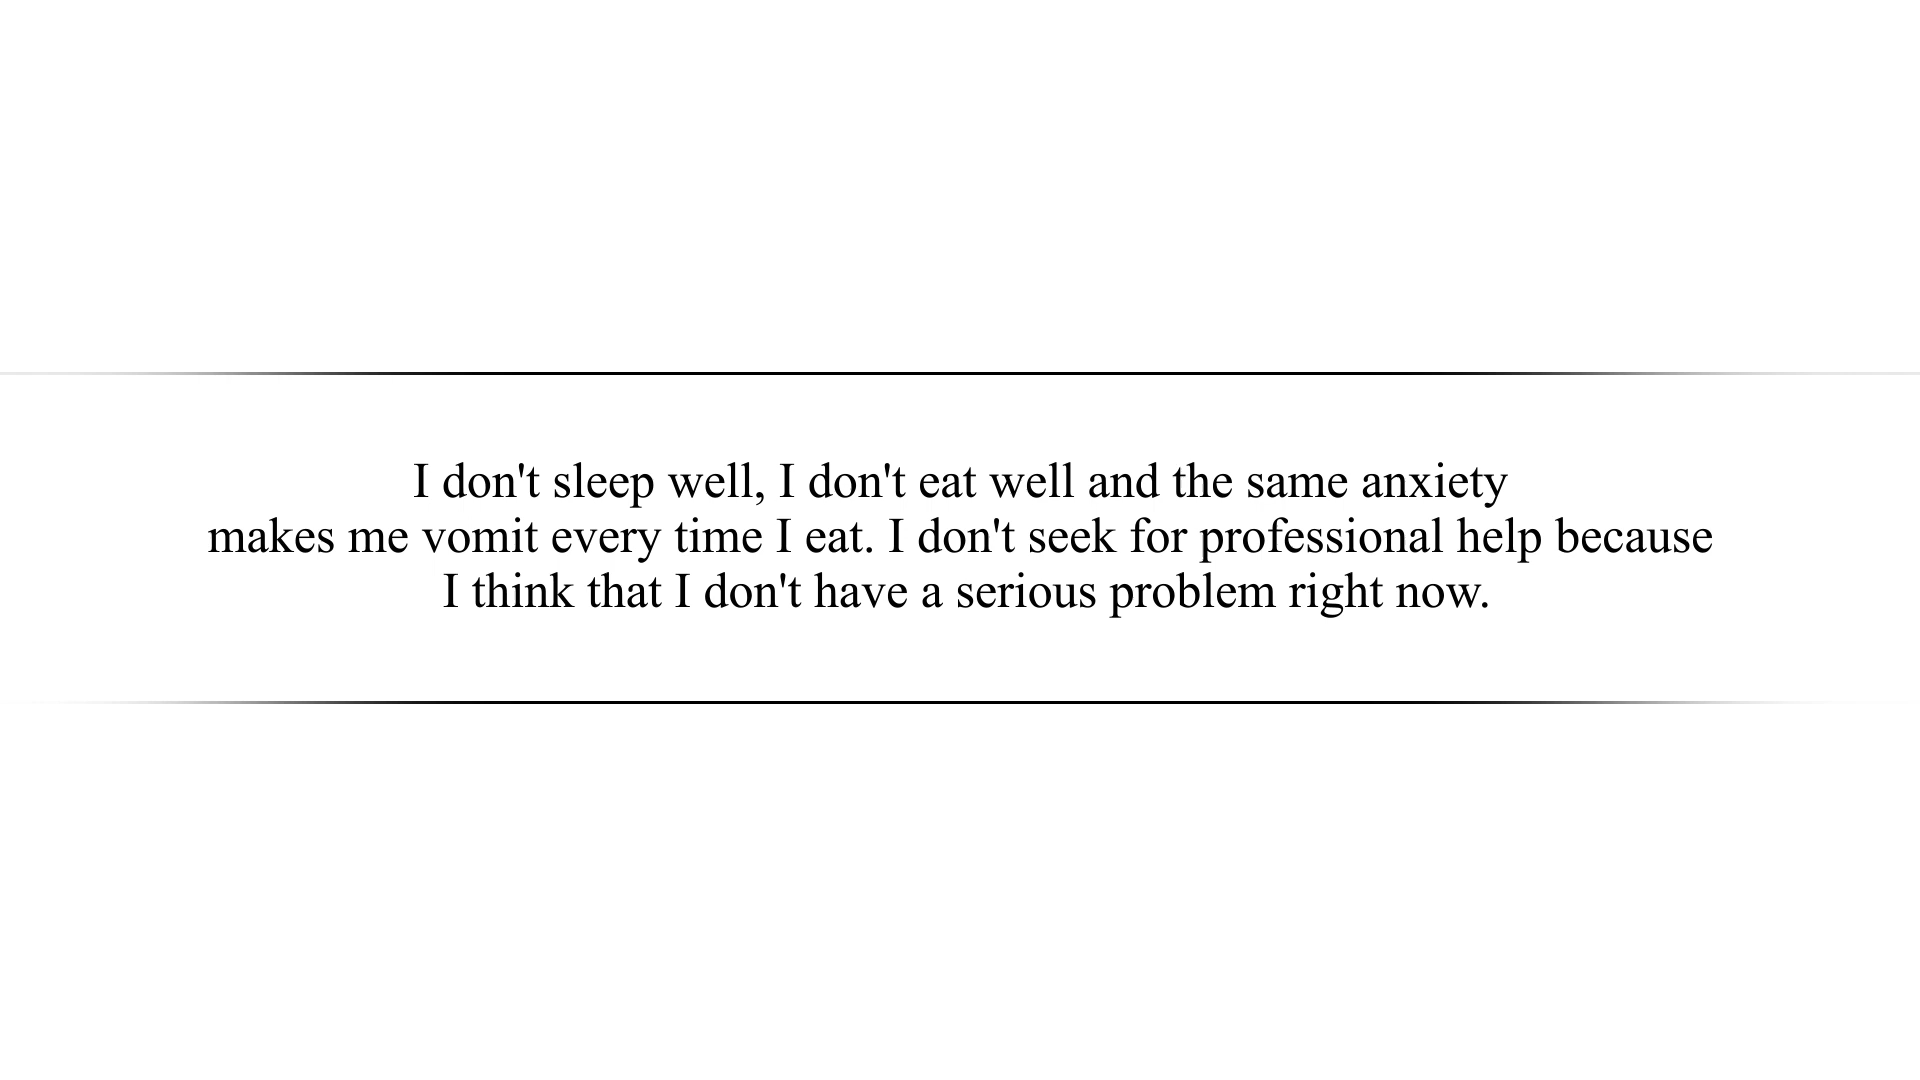 I don't sleep well, I don't eat well and the same anxiety
makes me vomit every time I eat. I don't seek for professional help because
I think that I don't have a serious problem right now.